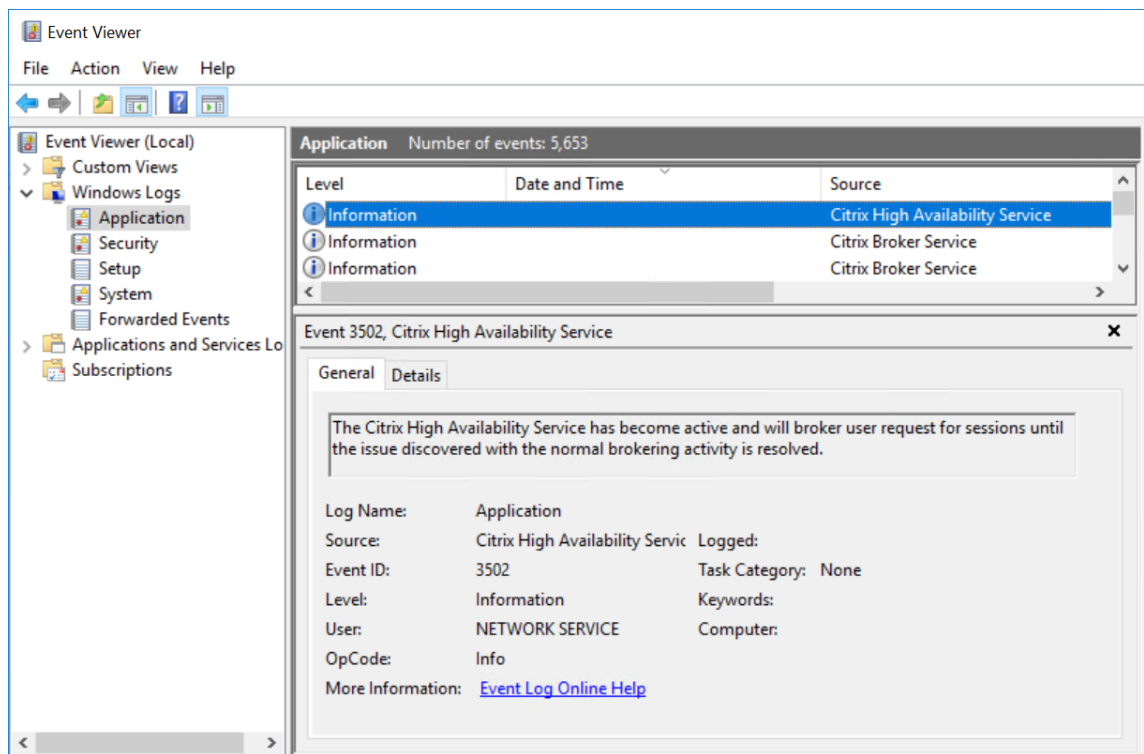 Event Viewer
File Action View Help
Event Viewer (Local)
Custom Views
Windows Logs
Application
Security
Setup
System
Forwarded Events
Applications and Services Lo
Subscriptions
Application Number of events: 5,653
Level Date and Time Source
Information Citrix High Availability Service
Information Citrix Broker Service
Information Citrix Broker Service
Event 3502, Citrix High Availability Service
General Details
The Citrix High Availability Service has become active and will broker user request for sessions until
the issue discovered with the normal brokering activity is resolved.
Log Name: Application
Source: Citrix High Availability Servic Logged:
Event ID: 3502 Task Category: None
Level: Information Keywords:
User: NETWORK SERVICE Computer:
OpCode: Info
More Information: Event Log Online Help